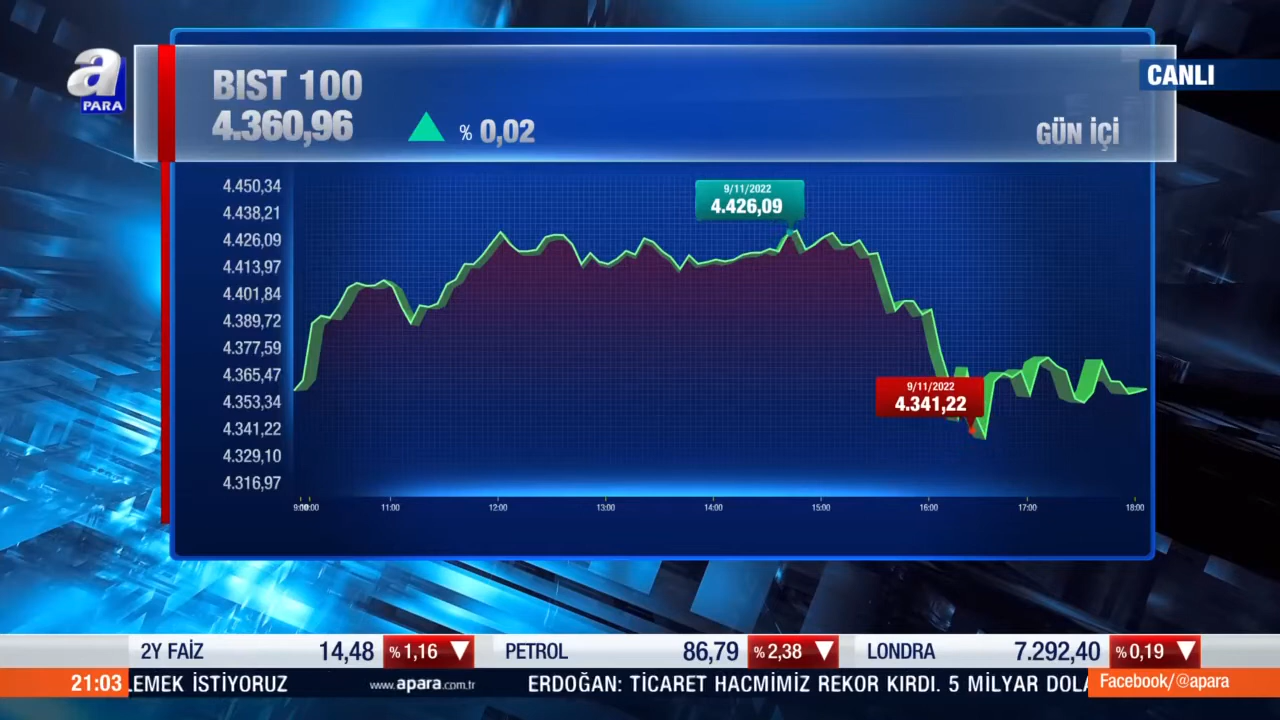 a
PARA
BIST 100
4.360,96
% 0,02
GÜN İÇİ
CANLI
4.450,34
4.438,21
4.426,09
4.413,97
4.401,84
4.389,72
4.377,59
4.365,47
4.353,34
4.341,22
4.329,10
4.316,97
9/11/2022
4.426,09
9/11/2022
4.341,22
11:00
12:00
13:00
14:00
15:00
16:00
17:00
18:00
2Y FAİZ 14,48 % 1,16
PETROL 86,79 % 2,38
LONDRA 7.292,40 % 0,19
21:03
LEMEK İSTİYORUZ
www.apara.com.tr
ERDOĞAN: TİCARET HACMİMİZ REKOR KIRDI. 5 MİLYAR DOLA
Facebook/@apara